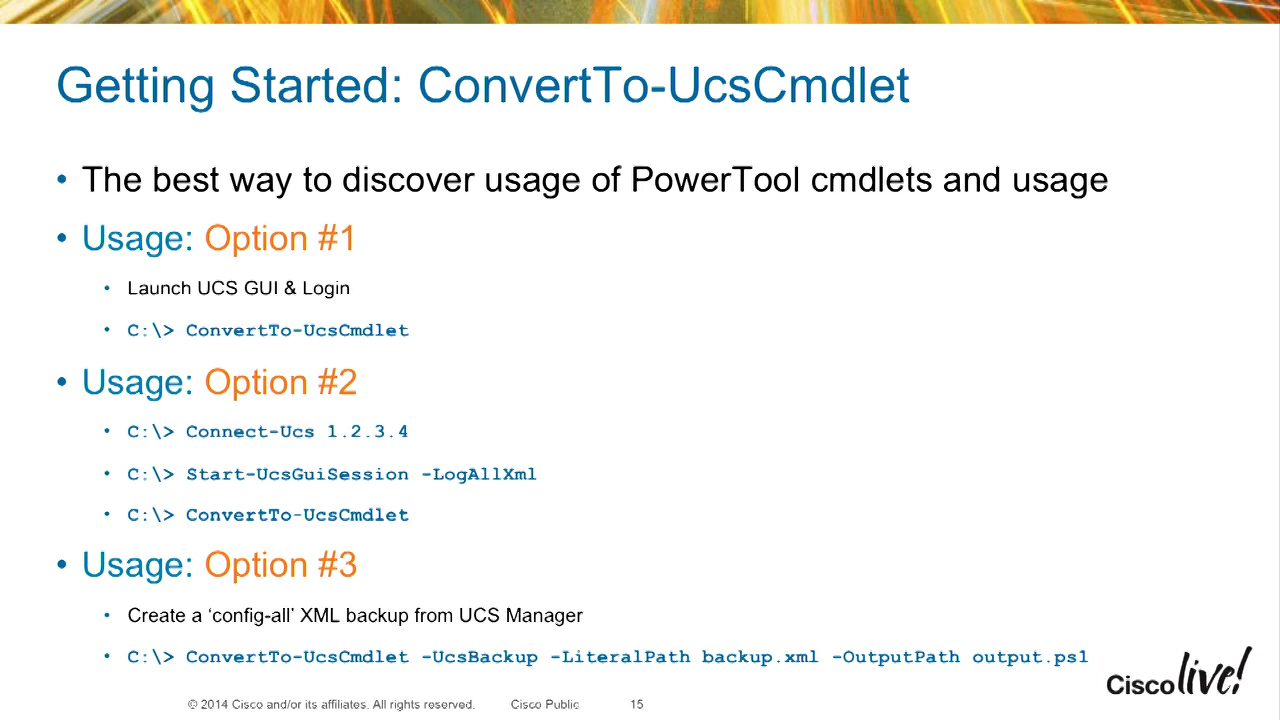 Getting Started: ConvertTo-UcsCmdlet
• The best way to discover usage of PowerTool cmdlets and usage
• Usage: Option #1
• Launch UCS GUI & Login
• C:\> ConvertTo-UcsCmdlet
• Usage: Option #2
• C:\> Connect-Ucs 1.2.3.4
• C:\> Start-UcsGuiSession -LogAllXml
• C:\> ConvertTo-UcsCmdlet
• Usage: Option #3
• Create a ‘config-all’ XML backup from UCS Manager
• C:\> ConvertTo-UcsCmdlet -UcsBackup -LiteralPath backup.xml -OutputPath output.ps1
Cisco live!
© 2014 Cisco and/or its affiliates. All rights reserved. Cisco Public 15